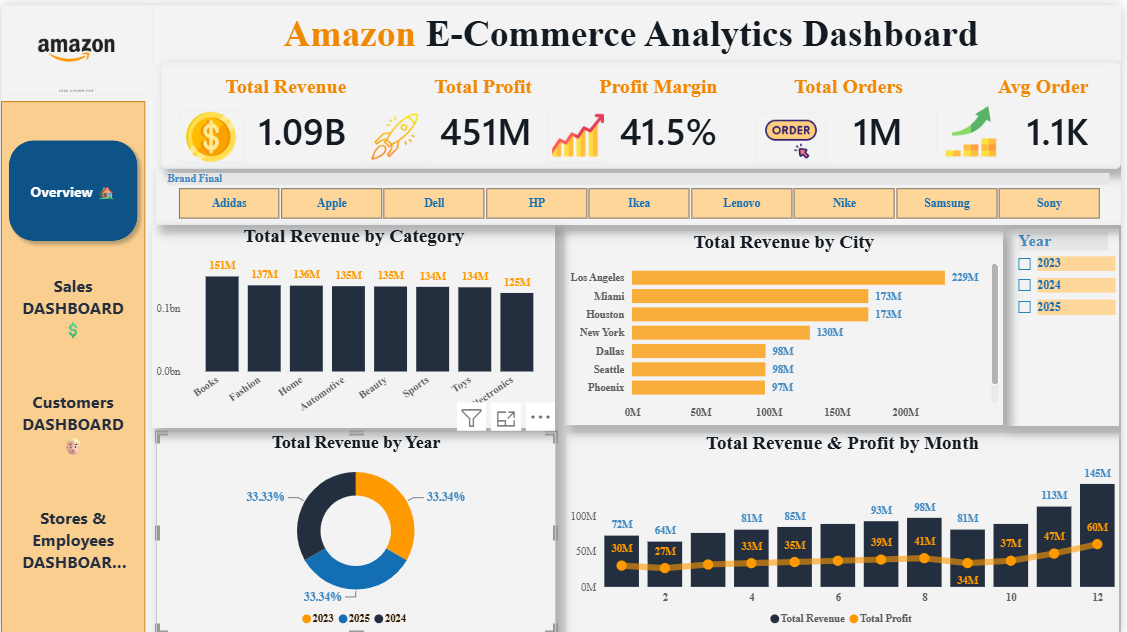 amazon
Amazon E-Commerce Analytics Dashboard
Total Revenue
Total Profit
Profit Margin
Total Orders
Avg Order
1.09B
451M
41.5%
ORDER
1M
1.1K
Brand Final
Adidas
Apple
Dell
HP
Ikea
Lenovo
Nike
Samsung
Sony
Overview
Sales
DASHBOARD
Customers
DASHBOARD
Stores &
Employees
DASHBOAR...
Total Revenue by Category
151M
137M
136M
135M
135M
134M
134M
125M
0.1bn
0.0bn
Books
Fashion
Home
Automotive
Beauty
Sports
Toys
lectronics
Total Revenue by City
Los Angeles 229M
Miami 173M
Houston 173M
New York 130M
Dallas 98M
Seattle 98M
Phoenix 97M
0M 50M 100M 150M 200M
Year
2023
2024
2025
Total Revenue by Year
33.33%
33.34%
33.34%
2023 2025 2024
Total Revenue & Profit by Month
100M
50M
0M
72M
64M
81M
85M
93M
98M
81M
113M
145M
30M
27M
33M
35M
39M
41M
34M
37M
47M
60M
2 4 6 8 10 12
Total Revenue Total Profit